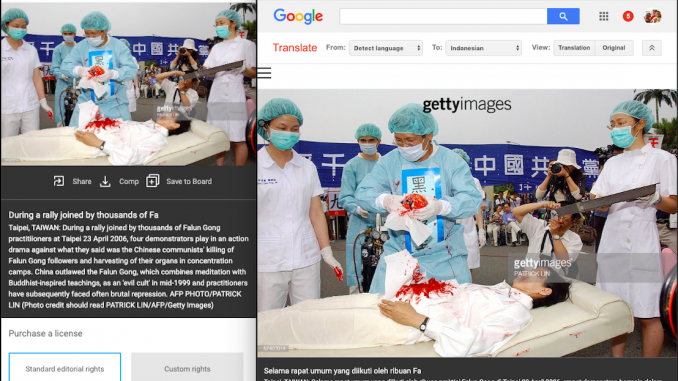 千
中國共
黑
gettyimages
Share
Comp
Save to Board
During a rally joined by thousands of Fa
Taipei, TAIWAN: During a rally joined by thousands of Falun Gong
practitioners at Taipei 23 April 2006, four demonstrators play in an action
drama against what they said was the Chinese communists' killing of
Falun Gong followers and harvesting of their organs in concentration
camps. China outlawed the Falun Gong, which combines meditation with
Buddhist-inspired teachings, as an 'evil cult' in mid-1999 and practitioners
have subsequently faced often brutal repression. AFP PHOTO/PATRICK
LIN (Photo credit should read PATRICK LIN/AFP/Getty Images)
Purchase a license
Standard editorial rights
Custom rights
Google
5
Translate From: Detect language To: Indonesian View: Translation Original
gettyimages
千
中國共
黑
gettyimages
PATRICK LIN
Selama rapat umum yang diikuti oleh ribuan Fa